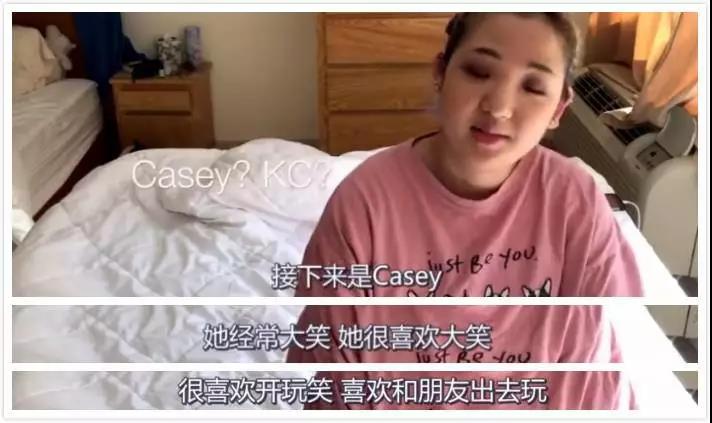 Casey? KC?
just BE you.
接下来是Casey
她经常大笑 她很喜欢大笑
just BE you.
很喜欢开玩笑 喜欢和朋友出去玩